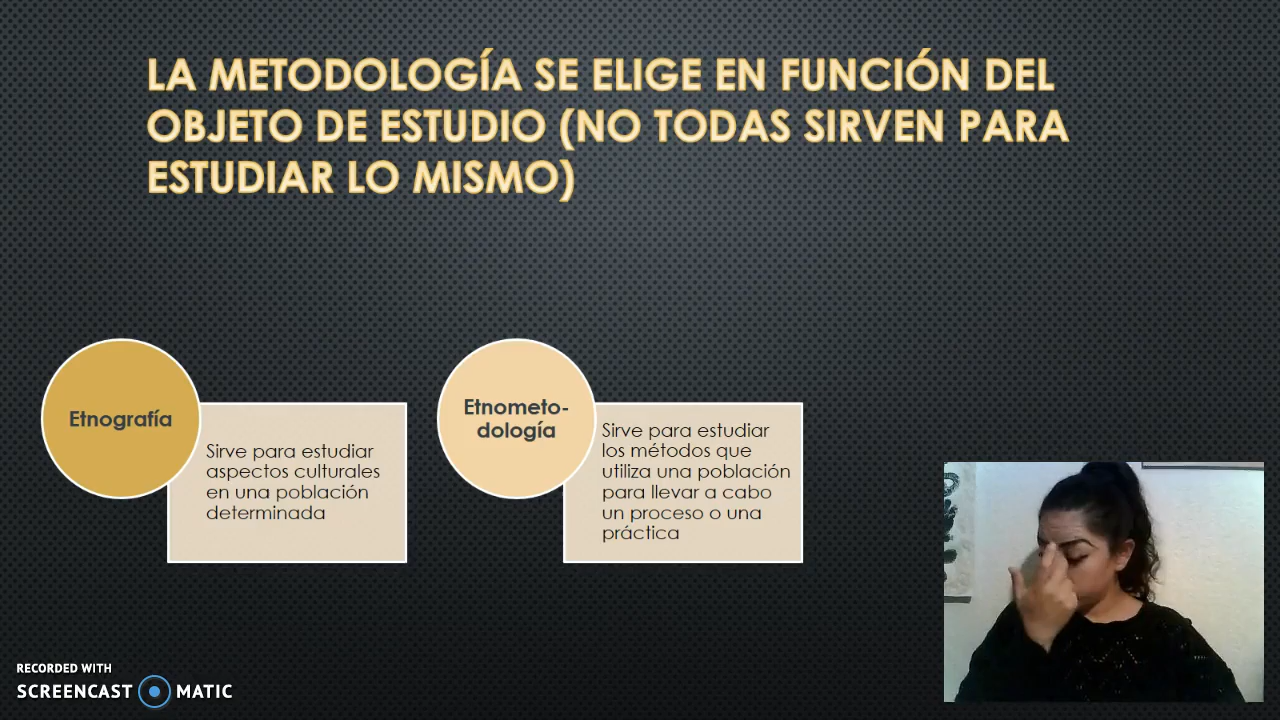 LA METODOLOGÍA SE ELIGE EN FUNCIÓN DEL
OBJETO DE ESTUDIO (NO TODAS SIRVEN PARA
ESTUDIAR LO MISMO)
Etnografía
Sirve para estudiar
aspectos culturales
en una población
determinada
Etnometo-
dología
Sirve para estudiar
los métodos que
utiliza una población
para llevar a cabo
un proceso o una
práctica
RECORDED WITH
SCREENCAST MATIC